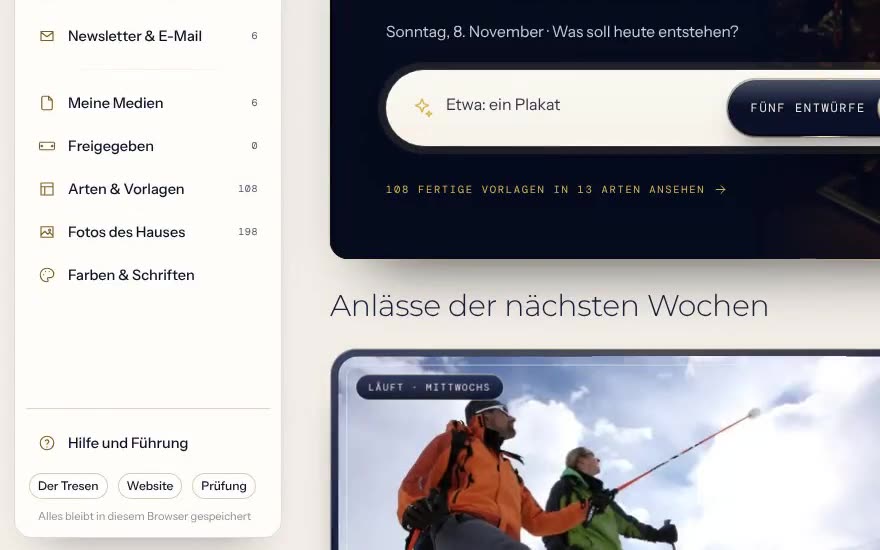 Newsletter & E-Mail 6
Meine Medien 6
Freigegeben 0
Arten & Vorlagen 108
Fotos des Hauses 198
Farben & Schriften
Hilfe und Führung
Der Tresen Website Prüfung
Alles bleibt in diesem Browser gespeichert
Sonntag, 8. November · Was soll heute entstehen?
Etwa: ein Plakat
FÜNF ENTWÜRFE
108 FERTIGE VORLAGEN IN 13 ARTEN ANSEHEN →
Anlässe der nächsten Wochen
LÄUFT · MITTWOCHS